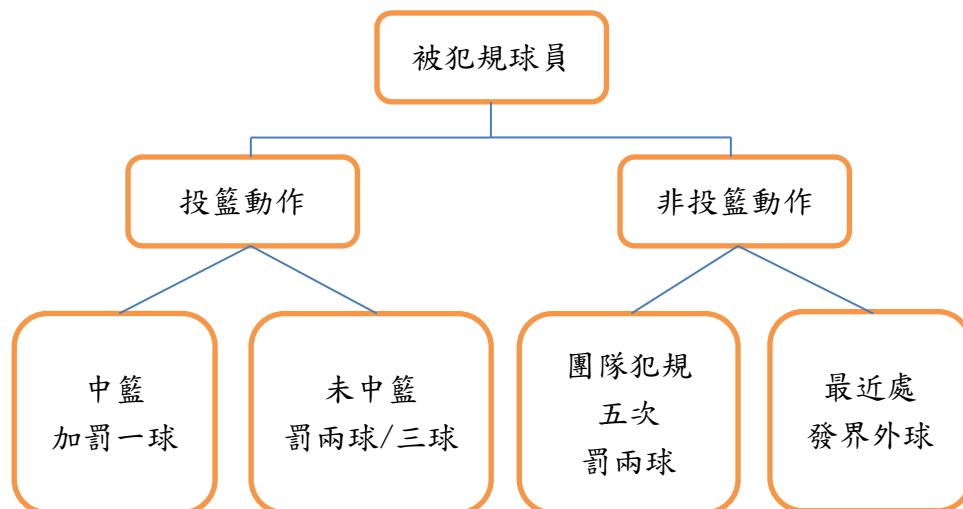 被犯規球員
投籃動作
非投籃動作
中籃
加罰一球
未中籃
罰兩球/三球
團隊犯規
五次
罰兩球
最近處
發界外球